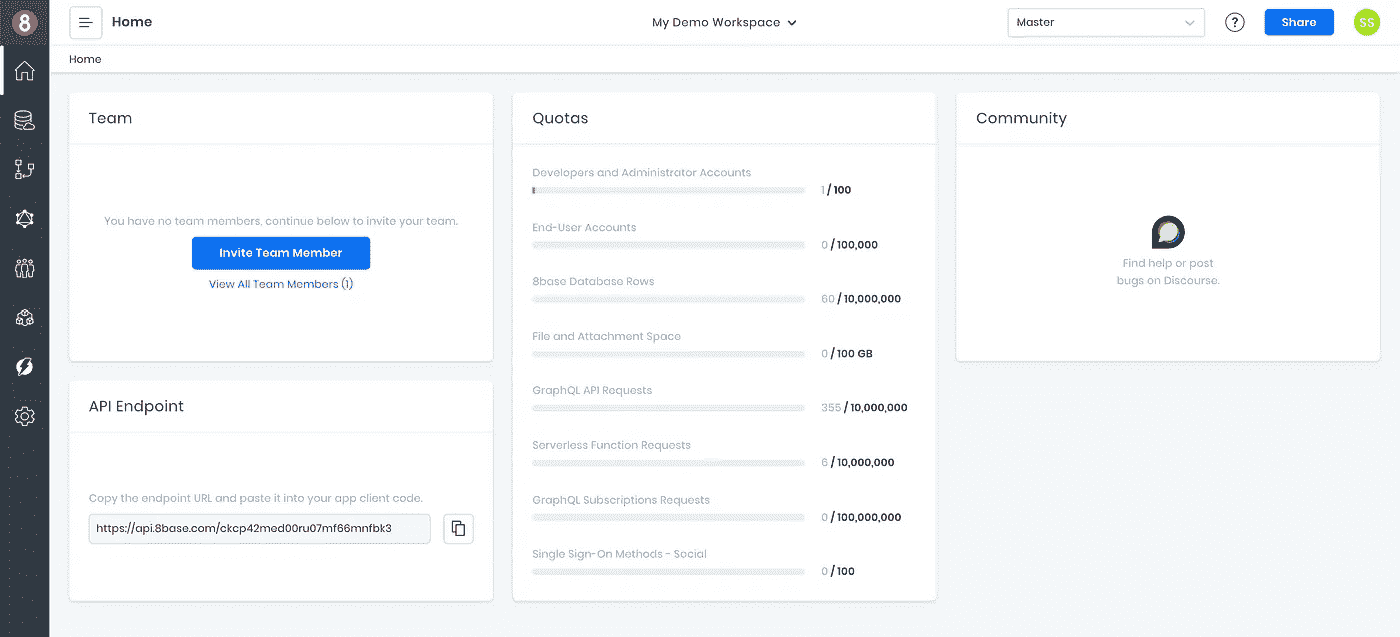 8
Home
My Demo Workspace
Master
?
Share
SS
Home
Team
You have no team members, continue below to invite your team.
Invite Team Member
View All Team Members (1)
API Endpoint
Copy the endpoint URL and paste it into your app client code.
https://api.8base.com/ckcp42med00ru07mf66mnfbk3
Quotas
Developers and Administrator Accounts
1 / 100
End-User Accounts
0 / 100,000
8base Database Rows
60 / 10,000,000
File and Attachment Space
0 / 100 GB
GraphQL API Requests
355 / 10,000,000
Serverless Function Requests
6 / 10,000,000
GraphQL Subscriptions Requests
0 / 100,000,000
Single Sign-On Methods - Social
0 / 100
Community
Find help or post
bugs on Discourse.